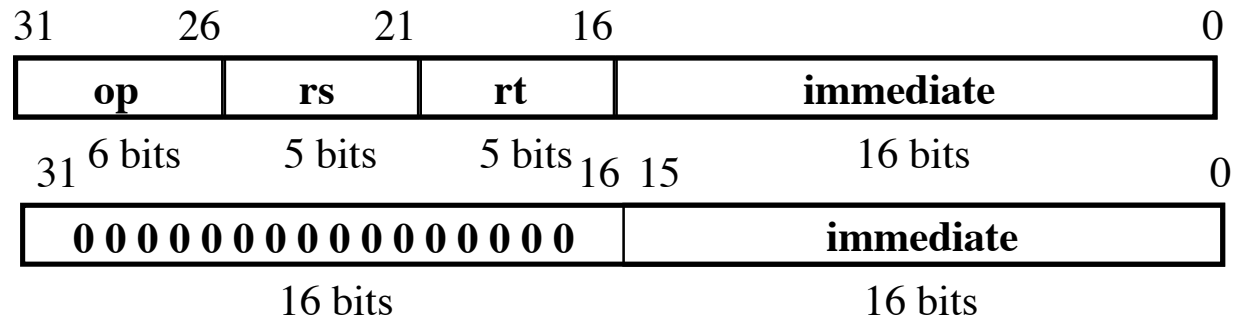 31 26 21 16 0
op rs rt immediate
6 bits 5 bits 5 bits 16 bits
31 16 15 0
0 0 0 0 0 0 0 0 0 0 0 0 0 0 0 0 immediate
16 bits 16 bits